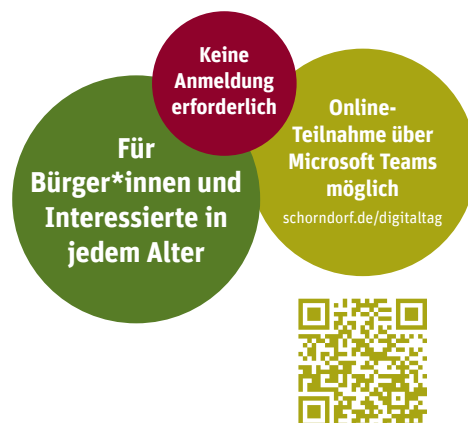 Keine
Anmeldung
erforderlich
Für
Bürger*innen und
Interessierte in
jedem Alter
Online-
Teilnahme über
Microsoft Teams
möglich
schorndorf.de/digitaltag